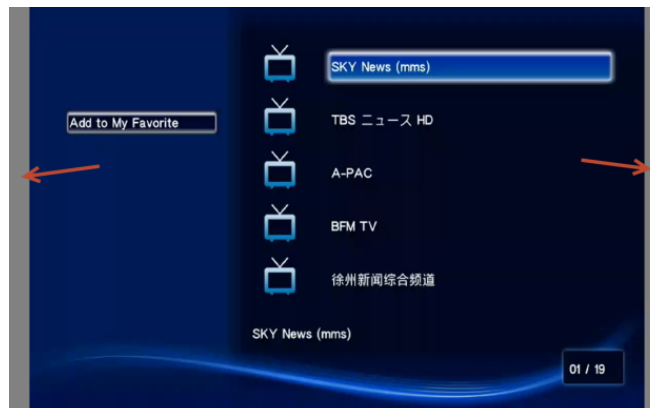 SKY News (mms)
Add to My Favorite
TBS ニュース HD
A-PAC
BFM TV
徐州新闻综合频道
SKY News (mms)
01 / 19